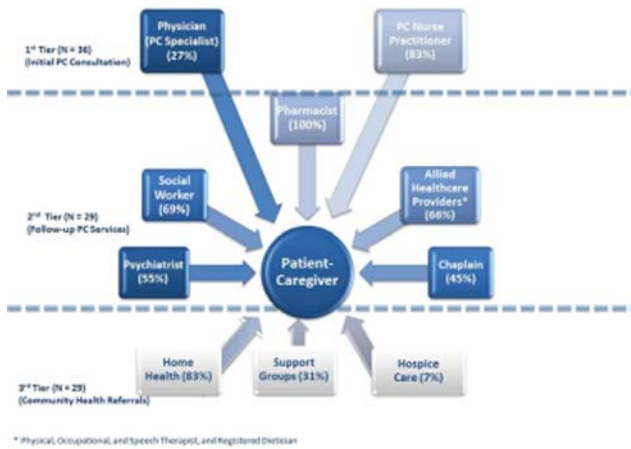 Physician
(PC Specialist)
(27%)
PC Nurse
Practitioner
(83%)
1st Tier (N = 36)
(Initial PC Consultation)
Pharmacist
(100%)
Social
Worker
(69%)
Allied
Healthcare
Providers*
(66%)
2nd Tier (N = 29)
(Follow-up PC Services)
Psychiatrist
(55%)
Patient-
Caregiver
Chaplain
(45%)
Home
Health (83%)
Support
Groups (31%)
Hospice
Care (7%)
3rd Tier (N = 29)
(Community Health Referrals)
* Physical, Occupational, and Speech Therapist, and Registered Dietician